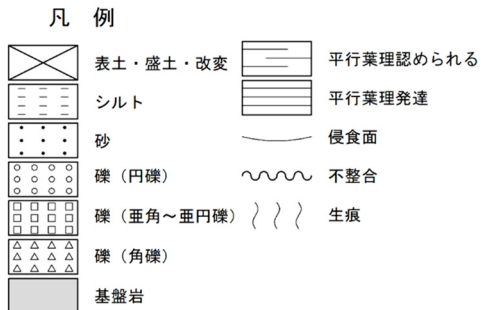 凡 例
表土・盛土・改変
シルト
砂
礫（円礫）
礫（亜角～亜円礫）
礫（角礫）
基盤岩
平行葉理認められる
平行葉理発達
侵食面
不整合
生痕